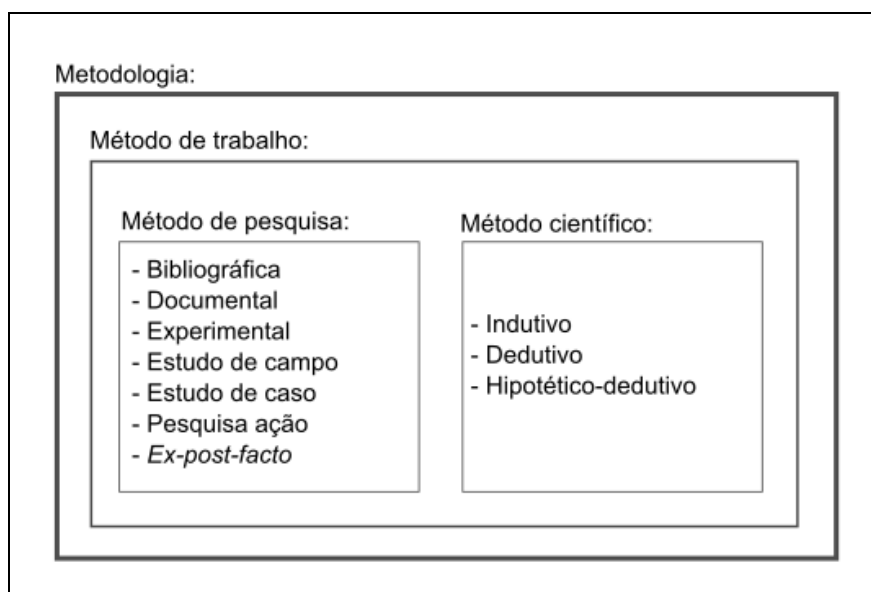 Metodologia:
Método de trabalho:
Método de pesquisa:
- Bibliográfica
- Documental
- Experimental
- Estudo de campo
- Estudo de caso
- Pesquisa ação
- Ex-post-facto
Método científico:
- Indutivo
- Dedutivo
- Hipotético-dedutivo